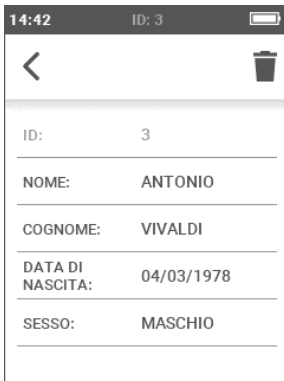 14:42 ID: 3
ID: 3
NOME: ANTONIO
COGNOME: VIVALDI
DATA DI
NASCITA: 04/03/1978
SESSO: MASCHIO